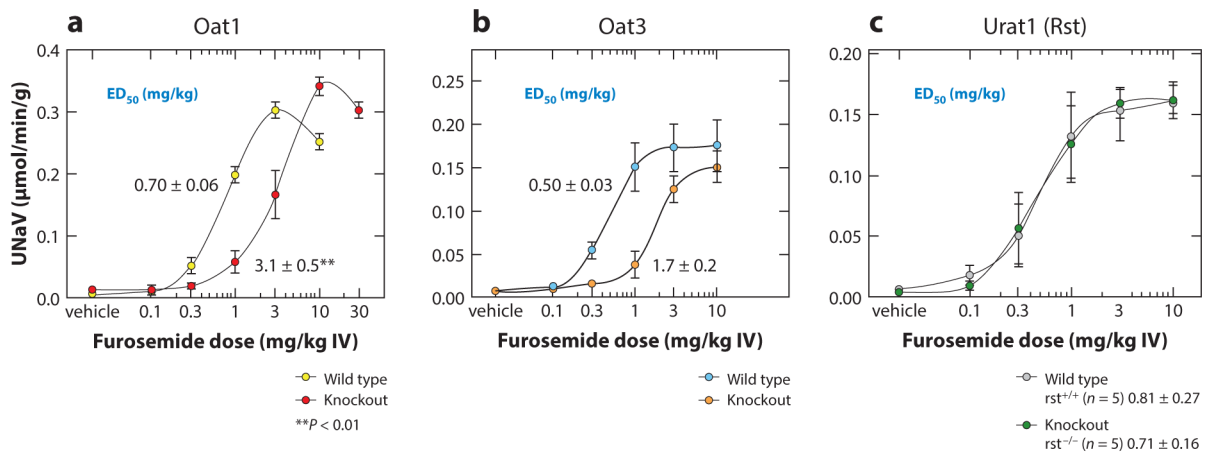 a
Oat1
UNaV (μmol/min/g)
0.4
0.3
0.2
0.1
0.0
ED50 (mg/kg)
0.70 ± 0.06
3.1 ± 0.5**
vehicle 0.1 0.3 1 3 10 30
Furosemide dose (mg/kg IV)
Wild type
Knockout
**P < 0.01
b
Oat3
0.25
0.20
0.15
0.10
0.05
0.00
ED50 (mg/kg)
0.50 ± 0.03
1.7 ± 0.2
vehicle 0.1 0.3 1 3 10
Furosemide dose (mg/kg IV)
Wild type
Knockout
c
Urat1 (Rst)
0.20
0.15
0.10
0.05
0.00
ED50 (mg/kg)
vehicle 0.1 0.3 1 3 10
Furosemide dose (mg/kg IV)
Wild type
rst+/+ (n = 5) 0.81 ± 0.27
Knockout
rst−/− (n = 5) 0.71 ± 0.16